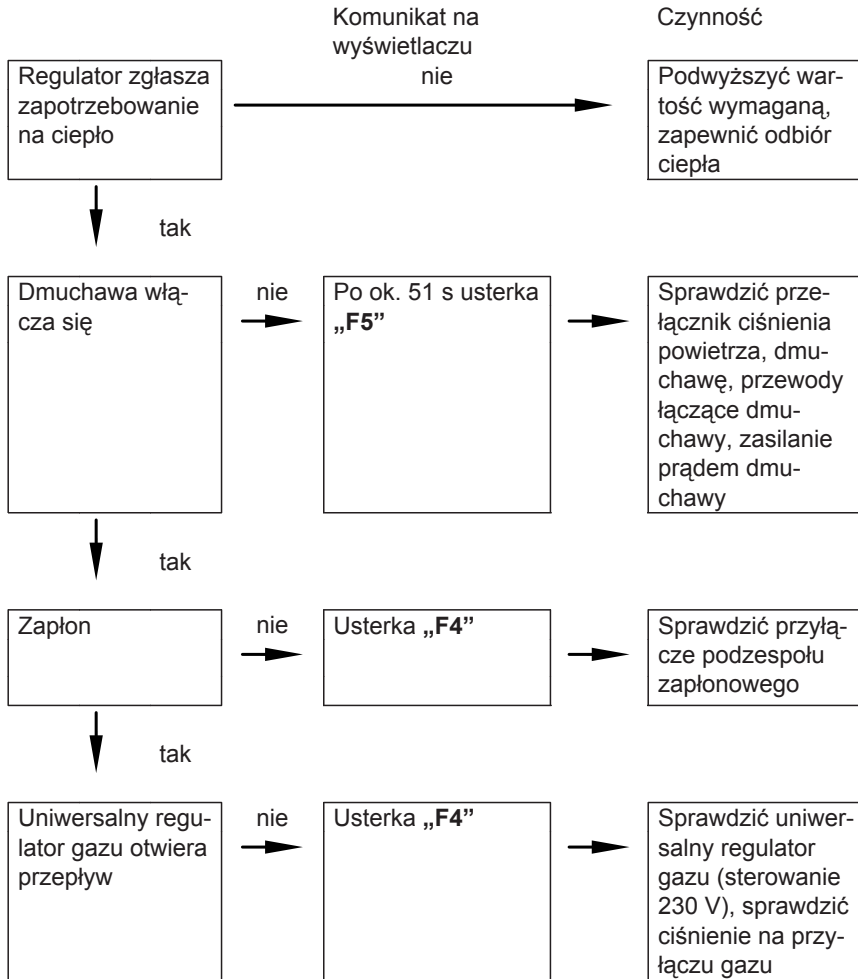 Komunikat na
wyświetlaczu
Czynność
Regulator zgłasza
zapotrzebowanie
na ciepło
nie
Podwyższyć war-
tość wymaganą,
zapewnić odbiór
ciepła
tak
Dmuchawa włą-
cza się
nie
Po ok. 51 s usterka
„F5”
Sprawdzić prze-
łącznik ciśnienia
powietrza, dmu-
chawę, przewody
łączące dmu-
chawy, zasilanie
prądem dmu-
chawy
tak
Zapłon
nie
Usterka „F4”
Sprawdzić przyłą-
cze podzespołu
zapłonowego
tak
Uniwersalny regu-
lator gazu otwiera
przepływ
nie
Usterka „F4”
Sprawdzić uniwer-
salny regulator
gazu (sterowanie
230 V), sprawdzić
ciśnienie na przy-
łączu gazu